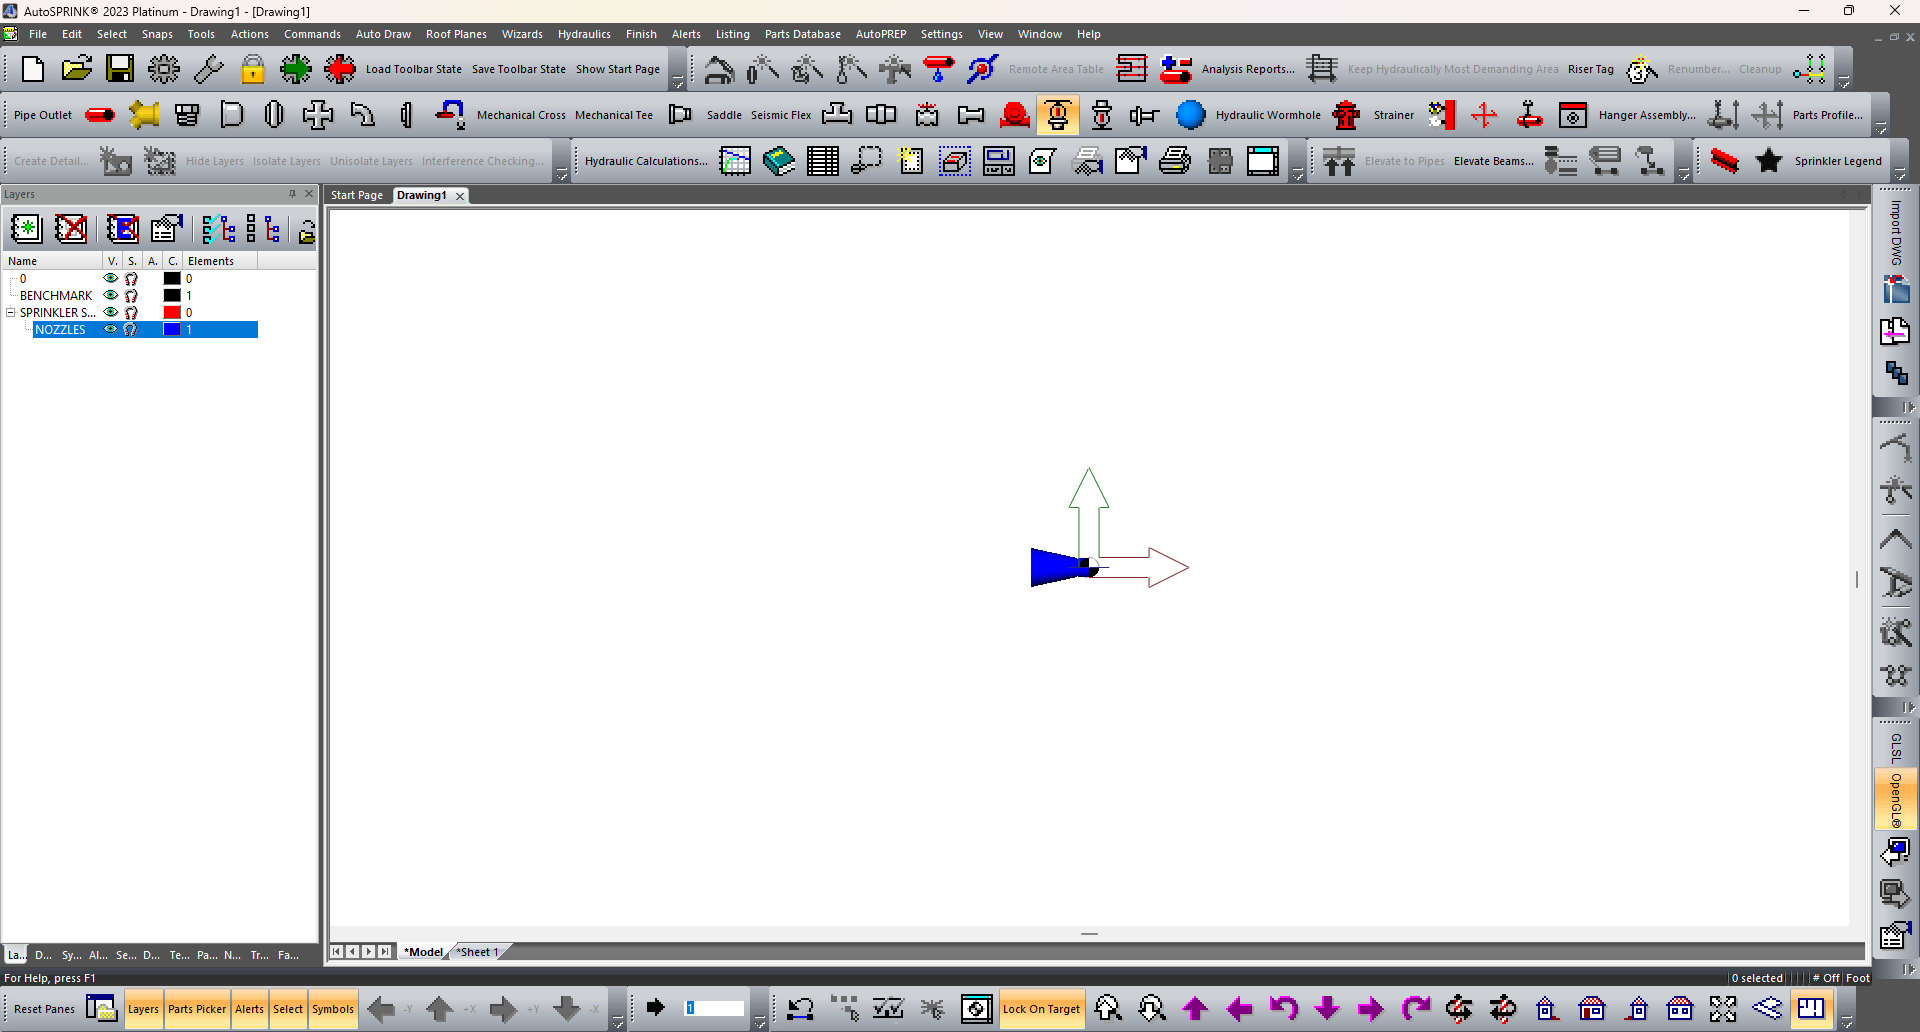 AutoSPRINK® 2023 Platinum - Drawing1 - [Drawing1]
File Edit Select Snaps Tools Actions Commands Auto Draw Roof Planes Wizards Hydraulics Finish Alerts Listing Parts Database AutoPREP Settings View Window Help
Load Toolbar State Save Toolbar State Show Start Page Remote Area Table Analysis Reports... Keep Hydraulically Most Demanding Area Riser Tag Renumber... Cleanup
Pipe Outlet Mechanical Cross Mechanical Tee Saddle Seismic Flex Hydraulic Wormhole Strainer Hanger Assembly... Parts Profile...
Create Detail... Hide Layers Isolate Layers Unisolate Layers Interference Checking... Hydraulic Calculations... Elevate to Pipes Elevate Beams... Sprinkler Legend
Layers
Start Page Drawing1
Import DWG
Name V. S. A. C. Elements
0 0
BENCHMARK 1
SPRINKLER S... 0
NOZZLES 1
GLSL
OpenGL®
La... D... Sy... Al... Se... D... Te... Pa... N... Tr... Fa...
*Model *Sheet 1
For Help, press F1
0 selected # Off Foot
Reset Panes Layers Parts Picker Alerts Select Symbols -Y +X +Y -X 1 Lock On Target